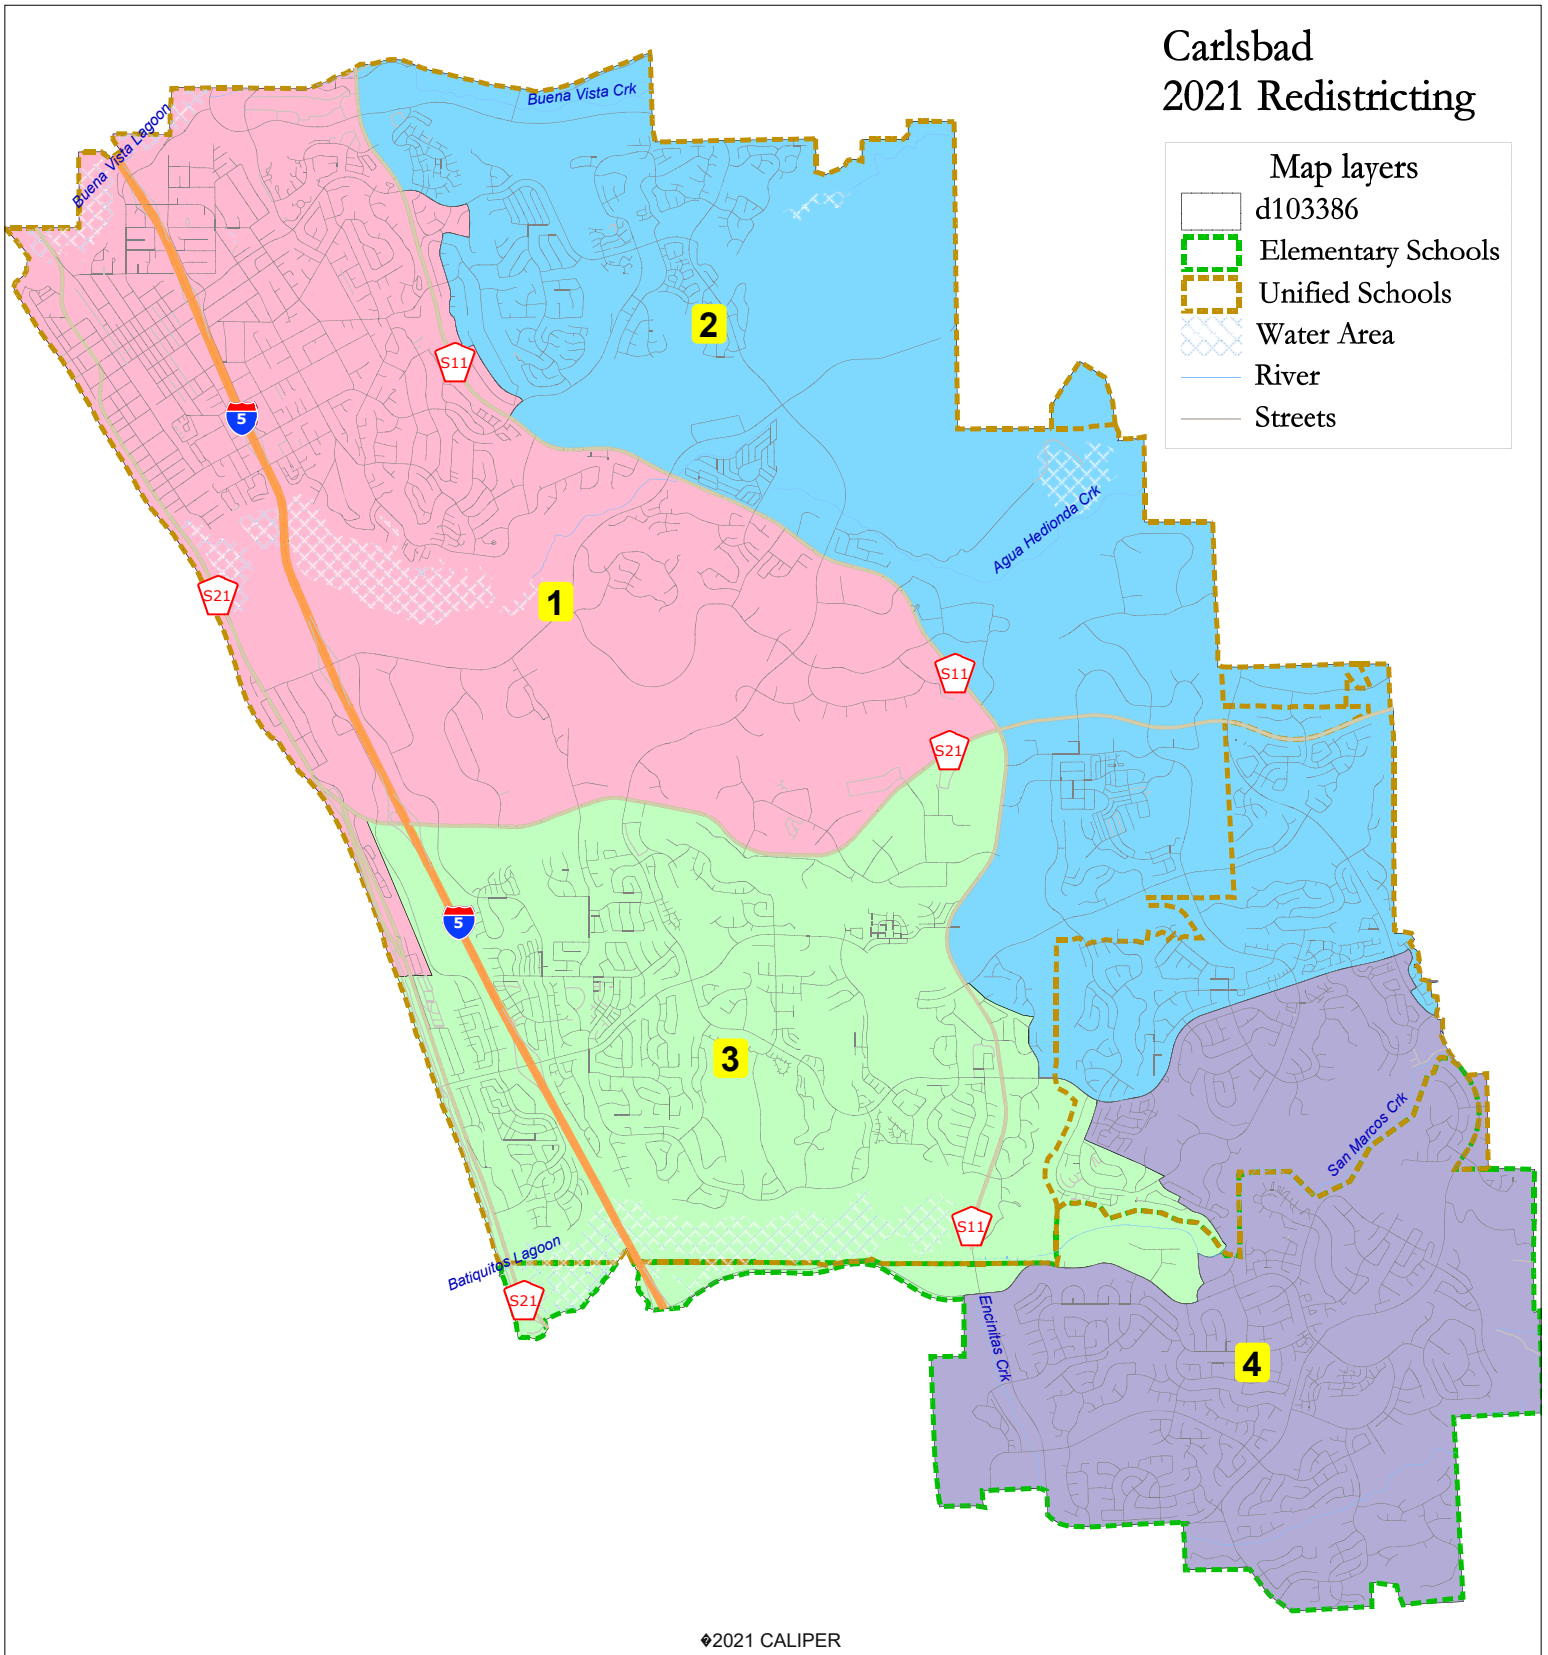 Carlsbad
2021 Redistricting
Map layers
d103386
Elementary Schools
Unified Schools
Water Area
River
Streets
Buena Vista Crk
Buena Vista Lagoon
2
S11
5
Agua Hedionda Crk
S21
1
S11
S21
5
3
San Marcos Crk
S11
Batiquitos Lagoon
S21
Encinitas Crk
4
�2021 CALIPER